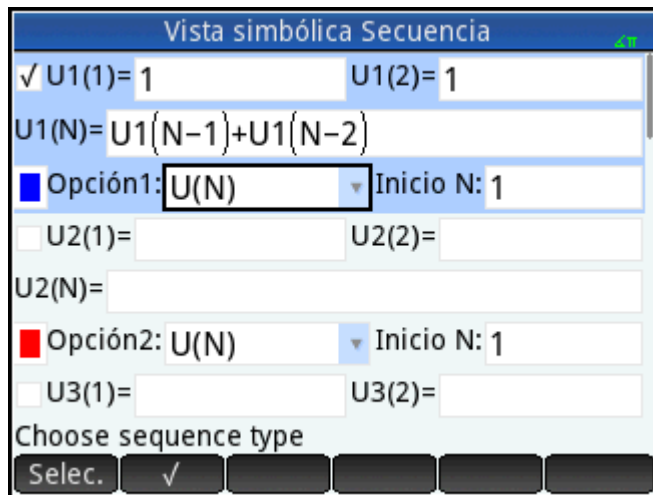 Vista simbólica Secuencia
∡π
√ U1(1)= 1 U1(2)= 1
U1(N)= U1(N−1)+U1(N−2)
Opción1: U(N) Inicio N: 1
U2(1)= U2(2)=
U2(N)=
Opción2: U(N) Inicio N: 1
U3(1)= U3(2)=
Choose sequence type
Selec. √